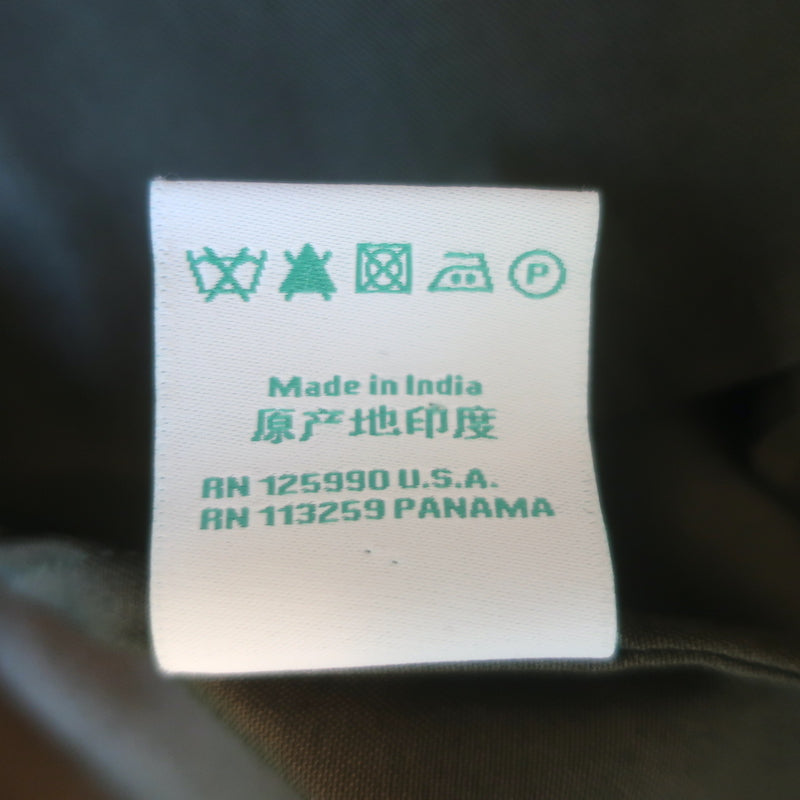 P
Made in India
原产地印度
RN 125990 U.S.A.
RN 113259 PANAMA